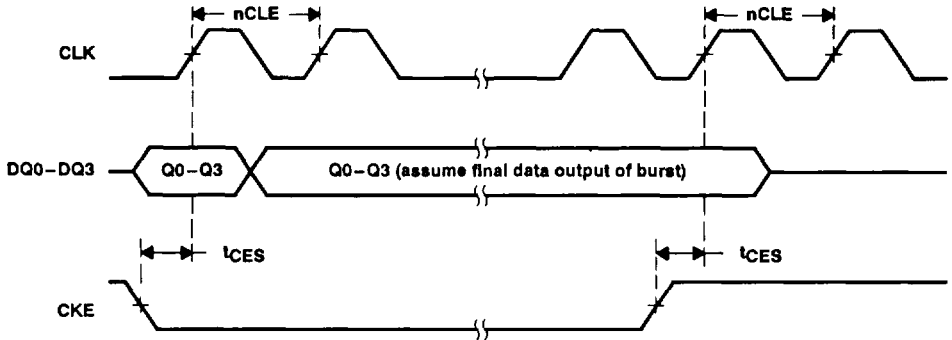 nCLE
nCLE
CLK
DQ0–DQ3
Q0–Q3
Q0–Q3 (assume final data output of burst)
tCES
tCES
CKE